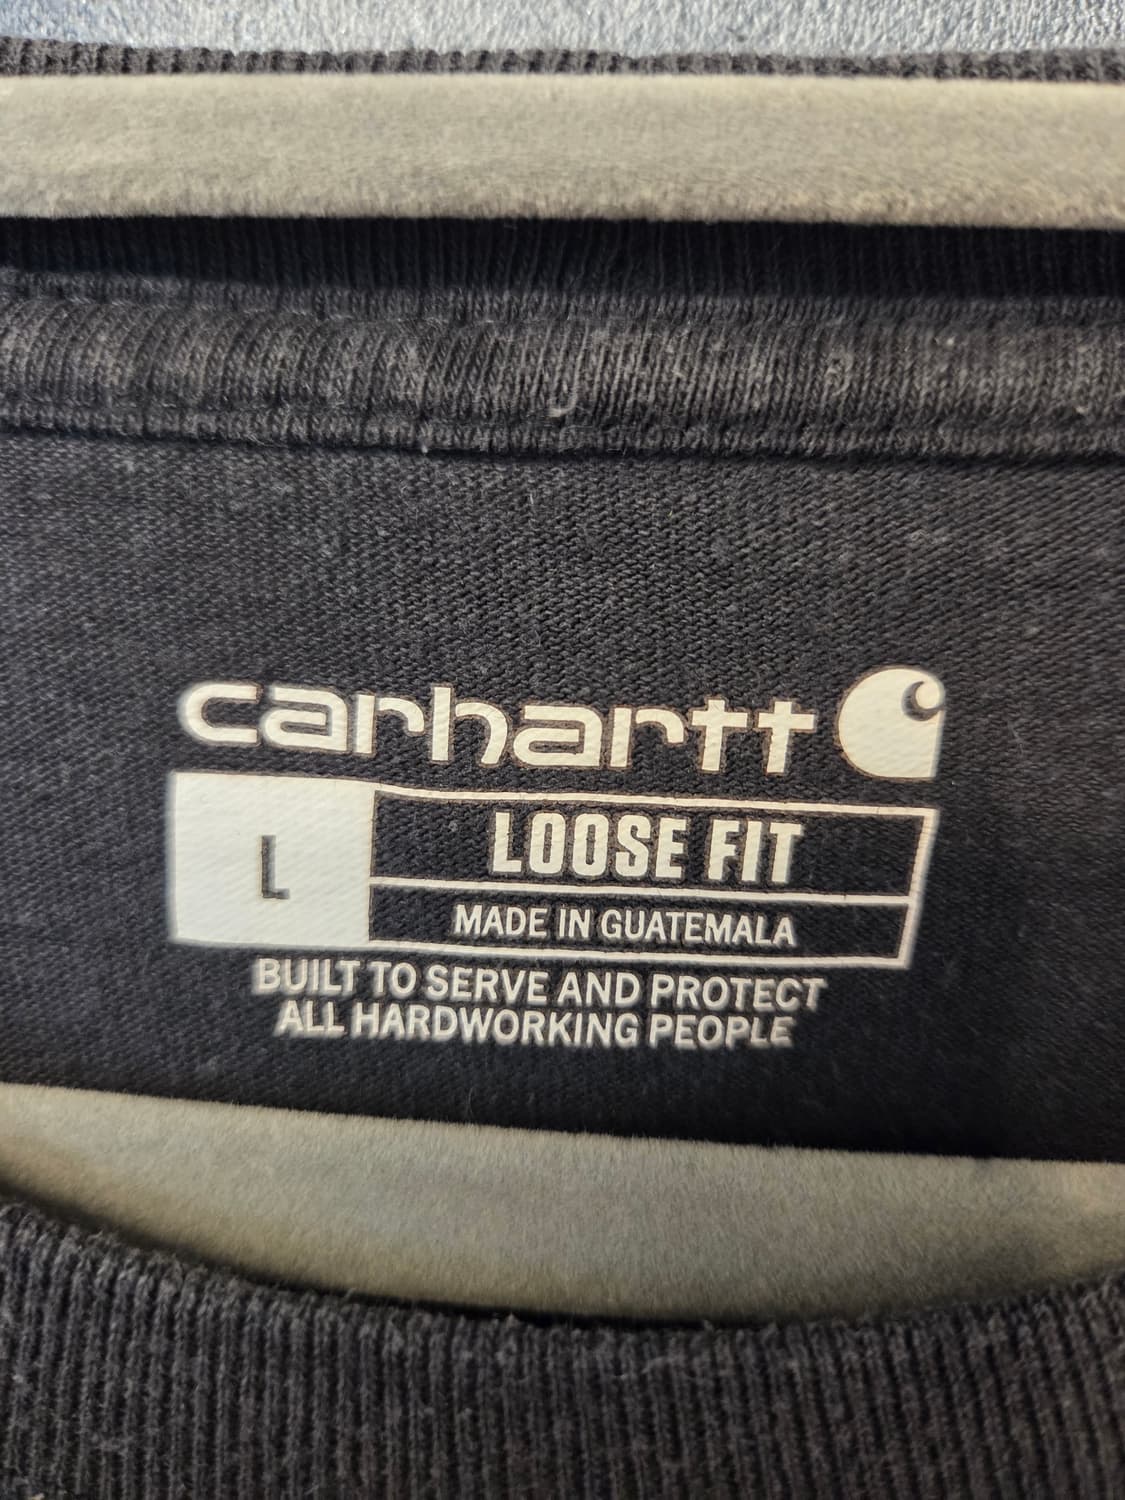 carhartt
L
LOOSE FIT
MADE IN GUATEMALA
BUILT TO SERVE AND PROTECT
ALL HARDWORKING PEOPLE